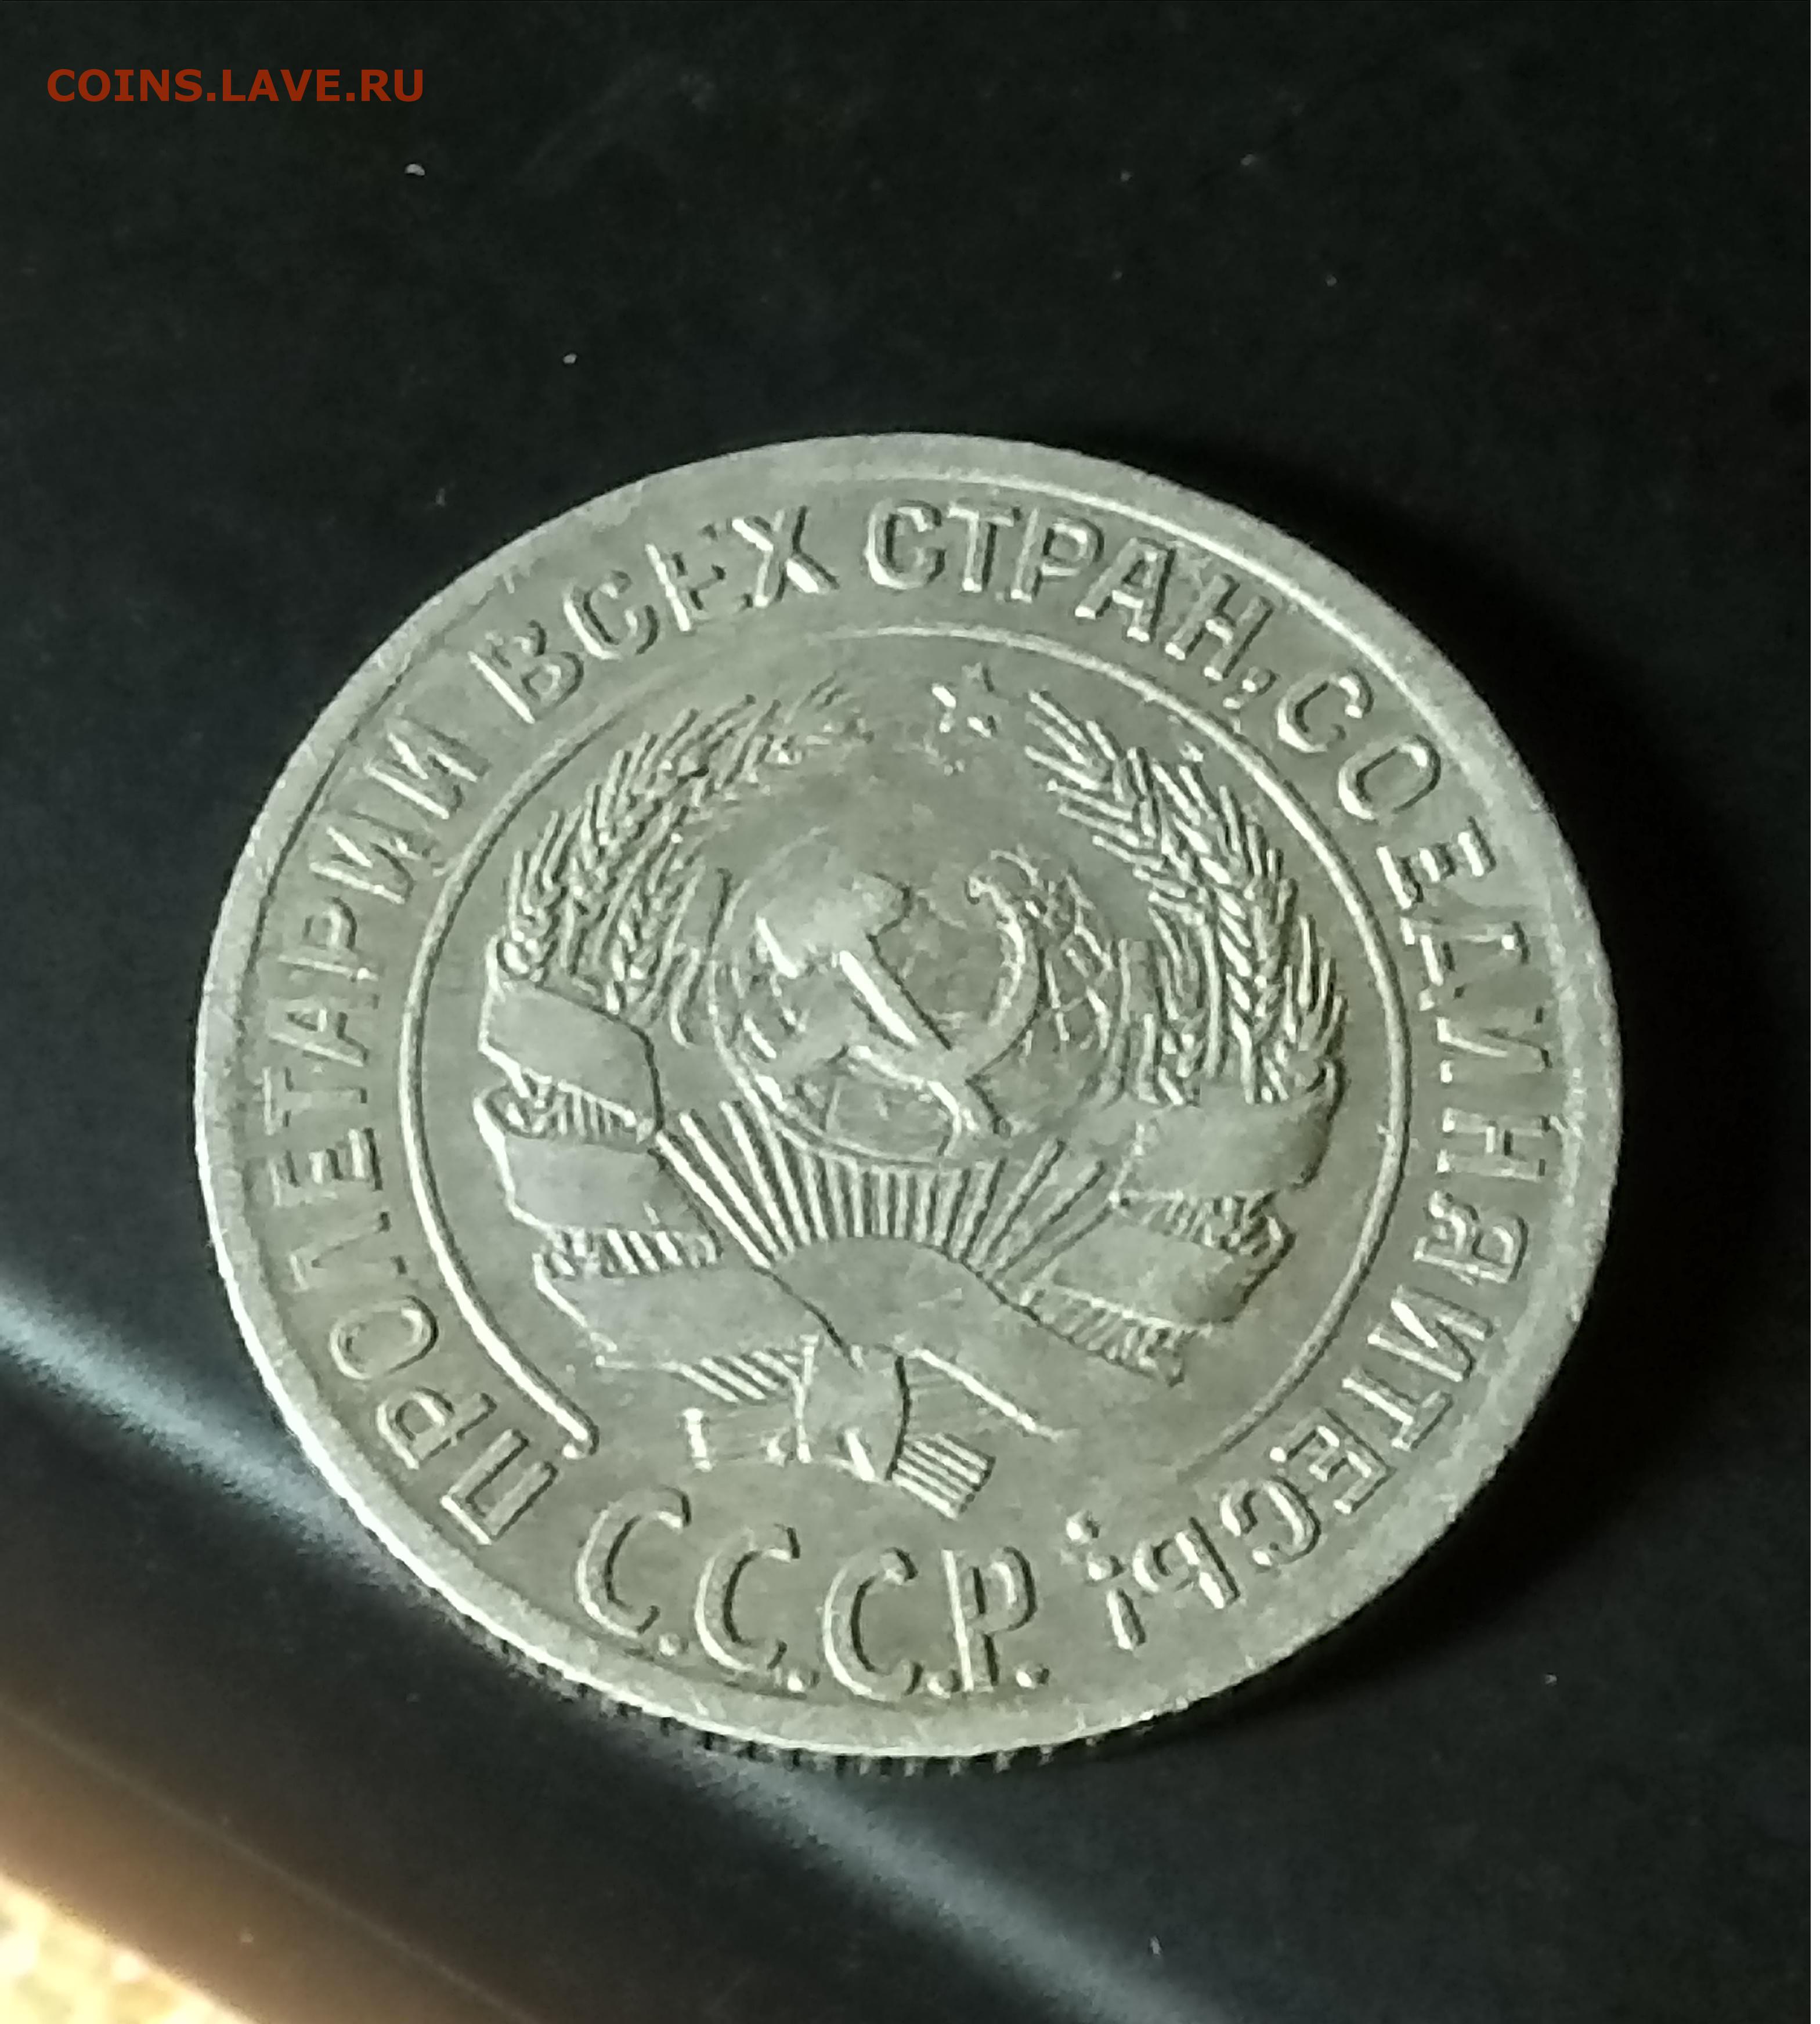 COINS.LAVE.RU
ПРОЛЕТАРИИ ВСЕХ СТРАН, СОЕДИНЯЙТЕСЬ!
С.С.С.Р.